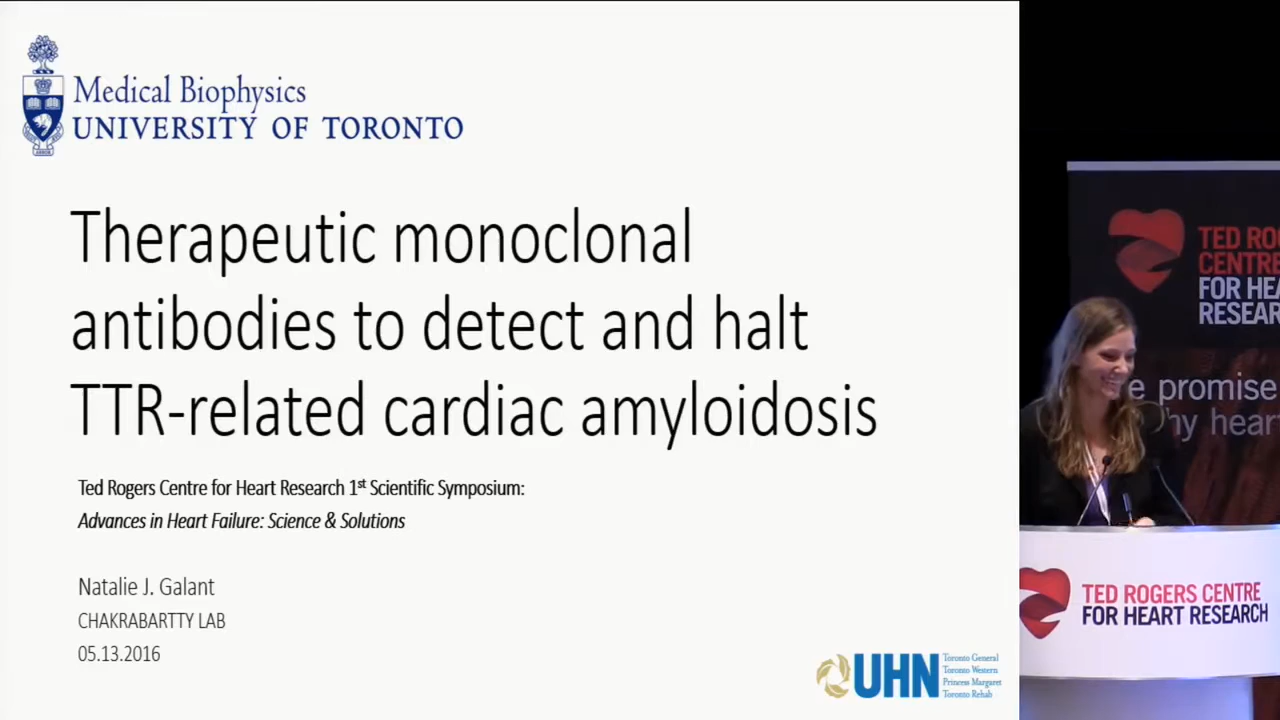 Medical Biophysics
UNIVERSITY OF TORONTO
Therapeutic monoclonal
antibodies to detect and halt
TTR-related cardiac amyloidosis
Ted Rogers Centre for Heart Research 1st Scientific Symposium:
Advances in Heart Failure: Science & Solutions
Natalie J. Galant
CHAKRABARTTY LAB
05.13.2016
UHN
Toronto General
Toronto Western
Princess Margaret
Toronto Rehab
TED RO
CENTRE
FOR HEA
RESEAR
e promise
hy hear
TED ROGERS CENTRE
FOR HEART RESEARCH